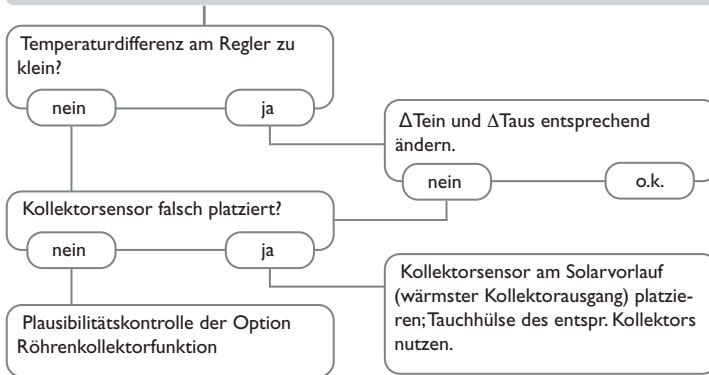 Temperaturdifferenz am Regler zu
klein?
nein
ja
ΔTein und ΔTaus entsprechend
ändern.
nein
o.k.
Kollektorsensor falsch platziert?
nein
ja
Kollektorsensor am Solarvorlauf
(wärmster Kollektorausgang) platzie-
ren; Tauchhülse des entspr. Kollektors
nutzen.
Plausibilitätskontrolle der Option
Röhrenkollektorfunktion